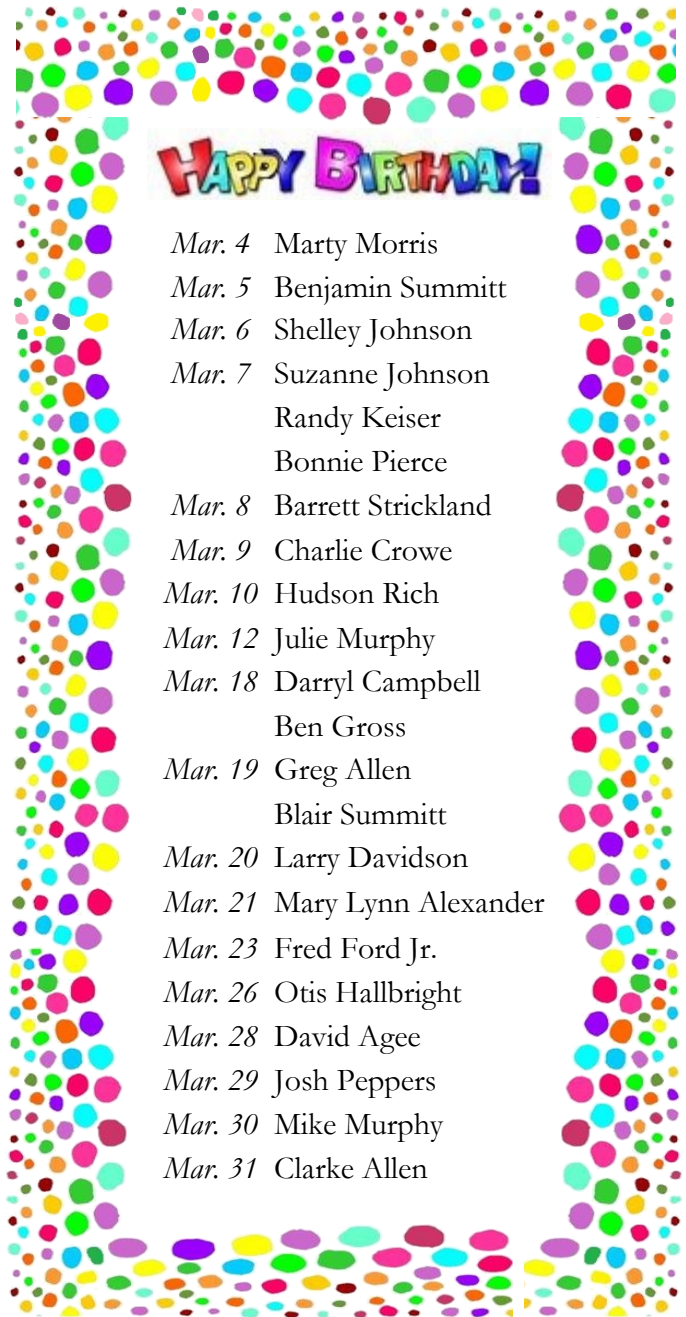 HAPPY BIRTHDAY!
Mar. 4 Marty Morris
Mar. 5 Benjamin Summitt
Mar. 6 Shelley Johnson
Mar. 7 Suzanne Johnson
Randy Keiser
Bonnie Pierce
Mar. 8 Barrett Strickland
Mar. 9 Charlie Crowe
Mar. 10 Hudson Rich
Mar. 12 Julie Murphy
Mar. 18 Darryl Campbell
Ben Gross
Mar. 19 Greg Allen
Blair Summitt
Mar. 20 Larry Davidson
Mar. 21 Mary Lynn Alexander
Mar. 23 Fred Ford Jr.
Mar. 26 Otis Hallbright
Mar. 28 David Agee
Mar. 29 Josh Peppers
Mar. 30 Mike Murphy
Mar. 31 Clarke Allen